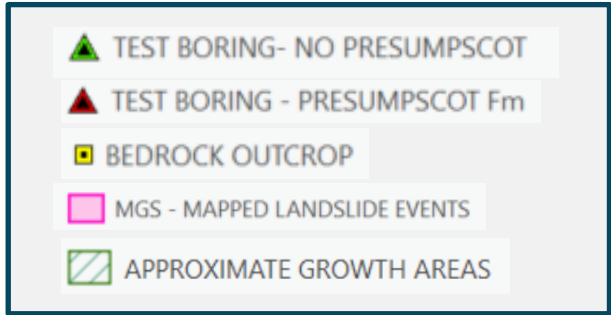 TEST BORING- NO PRESUMPSCOT
TEST BORING - PRESUMPSCOT Fm
BEDROCK OUTCROP
MGS - MAPPED LANDSLIDE EVENTS
APPROXIMATE GROWTH AREAS